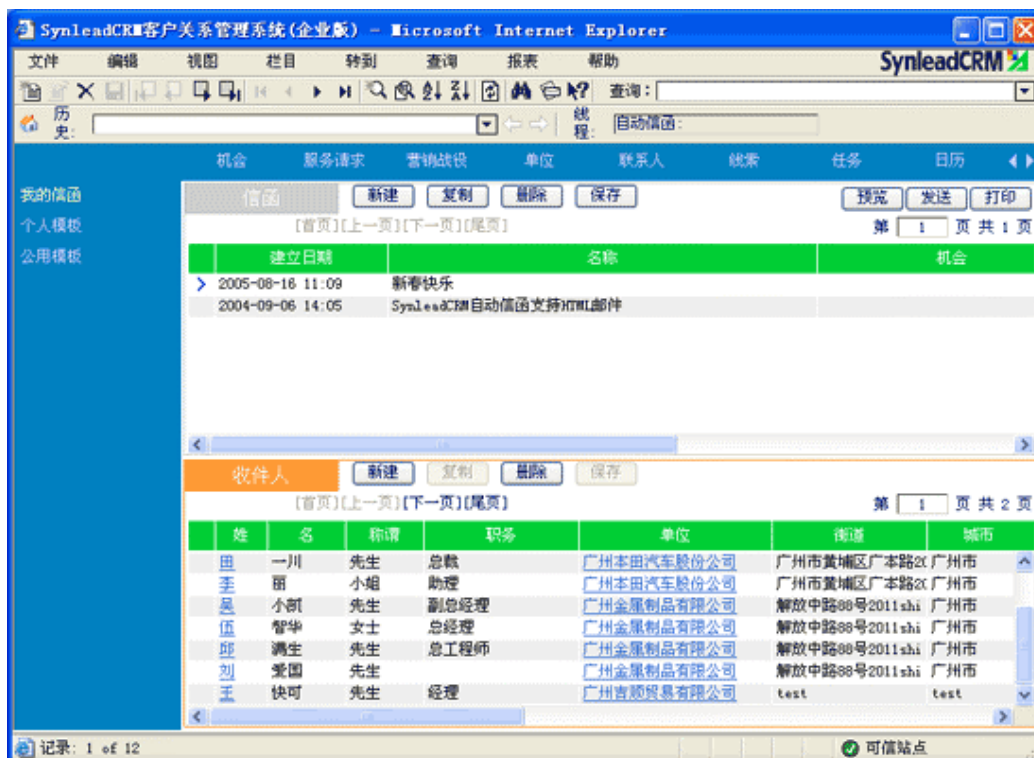 SynleadCRM客户关系管理系统(企业版) - Microsoft Internet Explorer
文件 编辑 视图 栏目 转到 查询 报表 帮助 SynleadCRM
查询:
历史: 线程: 自动信函:
机会 服务请求 营销战役 单位 联系人 线索 任务 日历
我的信函
个人模板
公用模板
信函 新建 复制 删除 保存 预览 发送 打印
[首页][上一页][下一页][尾页] 第 1 页 共 1 页
建立日期 名称 机会
2005-08-16 11:09 新春快乐
2004-09-06 14:05 SynleadCRM自动信函支持HTML邮件
收件人 新建 复制 删除 保存
[首页][上一页][下一页][尾页] 第 1 页 共 2 页
姓 名 称谓 职务 单位 街道 城市
田 一川 先生 总裁 广州本田汽车股份公司 广州市黄埔区广本路2( 广州市
李 丽 小姐 助理 广州本田汽车股份公司 广州市黄埔区广本路2( 广州市
吴 小凯 先生 副总经理 广州金属制品有限公司 解放中路88号2011shi 广州市
伍 智华 女士 总经理 广州金属制品有限公司 解放中路88号2011shi 广州市
邱 满生 先生 总工程师 广州金属制品有限公司 解放中路88号2011shi 广州市
刘 爱国 先生 广州金属制品有限公司 解放中路88号2011shi 广州市
王 快可 先生 经理 广州吉顺贸易有限公司 test test
记录: 1 of 12 可信站点